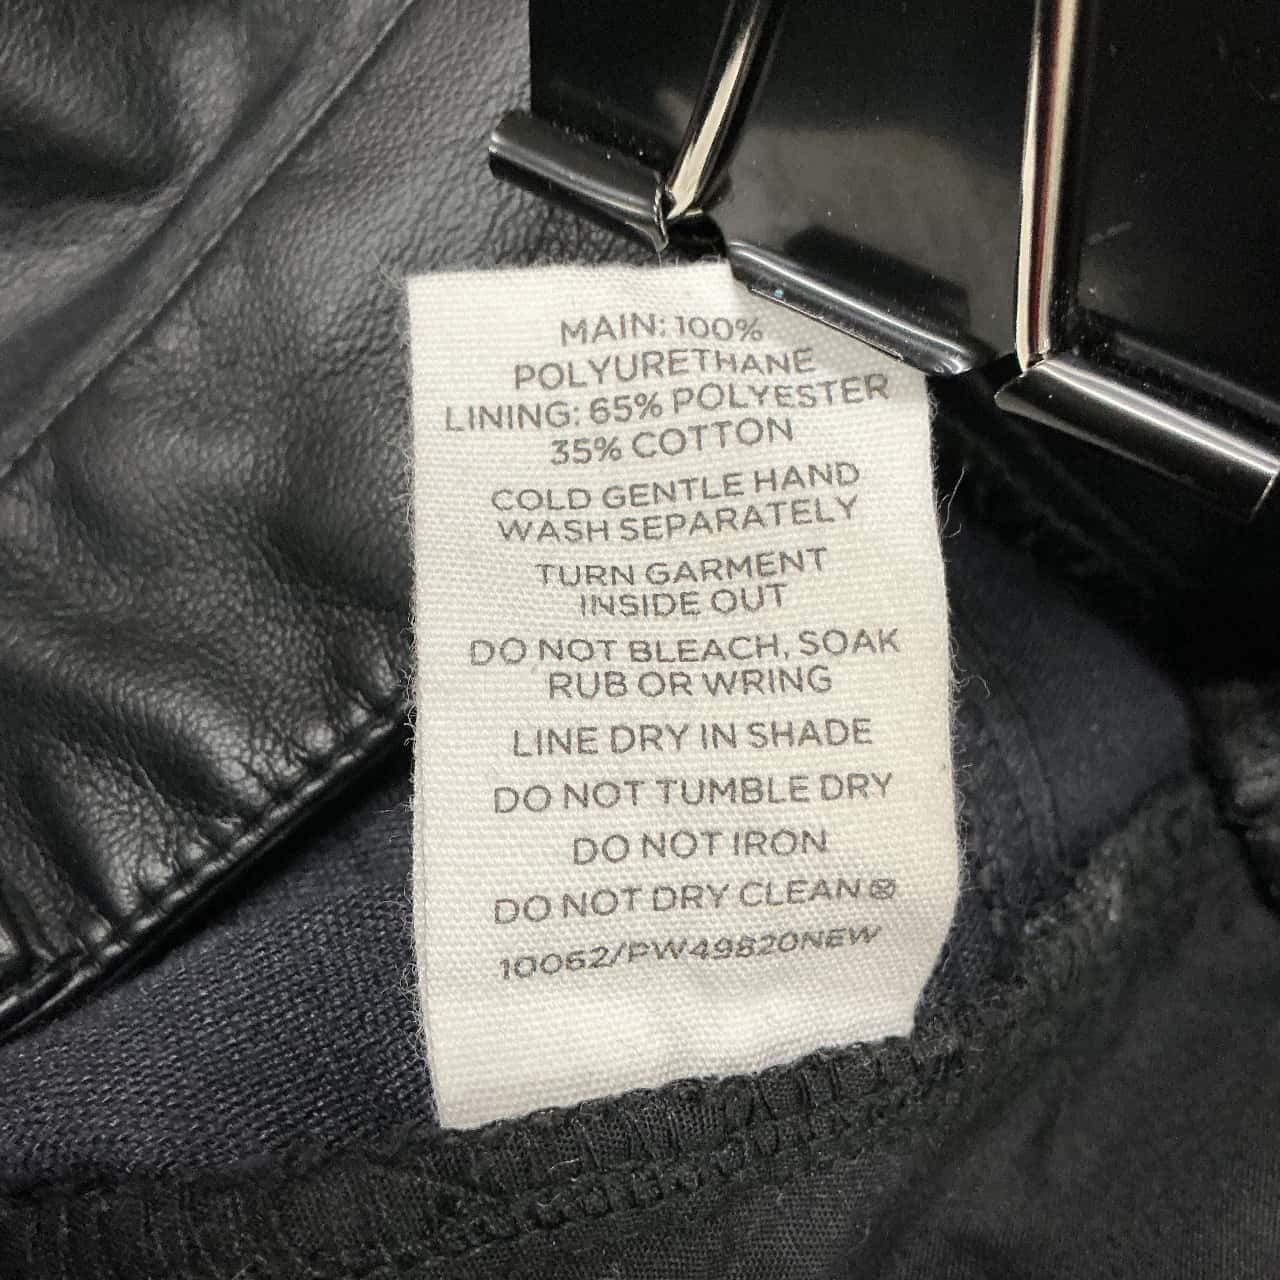 MAIN: 100%
POLYURETHANE
LINING: 65% POLYESTER
35% COTTON
COLD GENTLE HAND
WASH SEPARATELY
TURN GARMENT
INSIDE OUT
DO NOT BLEACH, SOAK
RUB OR WRING
LINE DRY IN SHADE
DO NOT TUMBLE DRY
DO NOT IRON
DO NOT DRY CLEAN
10062/PW49820NEW